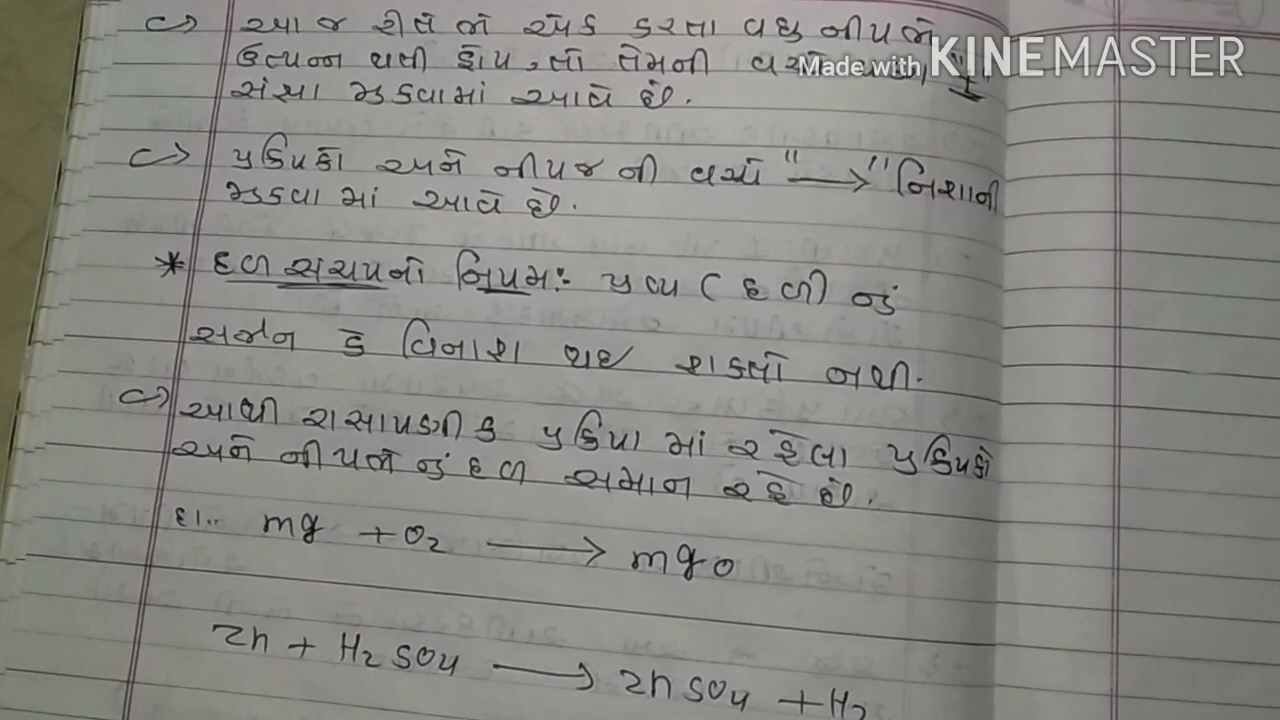 આ જ રીતે જો એક કરતા વધુ નીપજો
Made with KINEMASTER
ઉત્પન્ન થતી હોય, તો તેમની વચ્ચે "+"
સંજ્ઞા મુકવામાં આવે છે.
પ્રક્રિયકો અને નીપજ ની વચ્ચે "→" નિશાની
મુકવા માં આવે છે.
* દળ સંચયનો નિયમ:- દ્રવ્ય (દળ) નું
સર્જન કે વિનાશ થઇ શકતો નથી.
આથી રાસાયણીક પ્રક્રિયા માં રહેલા પ્રક્રિયકો
અને નીપજો નું દળ સમાન રહે છે.
દા.. mg + O₂ → mgo
Zn + H₂SO₄ → ZnSO₄ + H₂